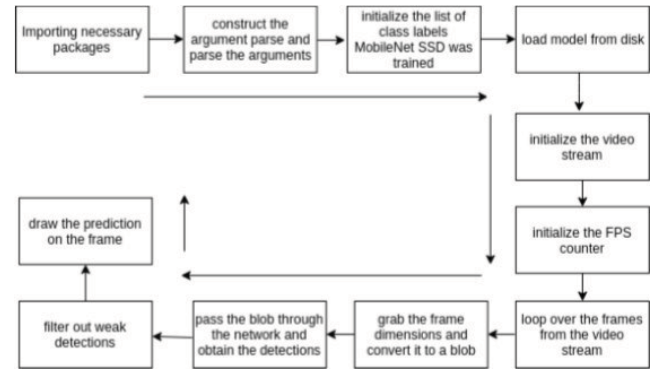 Importing necessary
packages
construct the
argument parse and
parse the arguments
initialize the list of
class labels
MobileNet SSD was
trained
load model from disk
initialize the video
stream
initialize the FPS
counter
loop over the frames
from the video
stream
grab the frame
dimensions and
convert it to a blob
pass the blob through
the network and
obtain the detections
filter out weak
detections
draw the prediction
on the frame